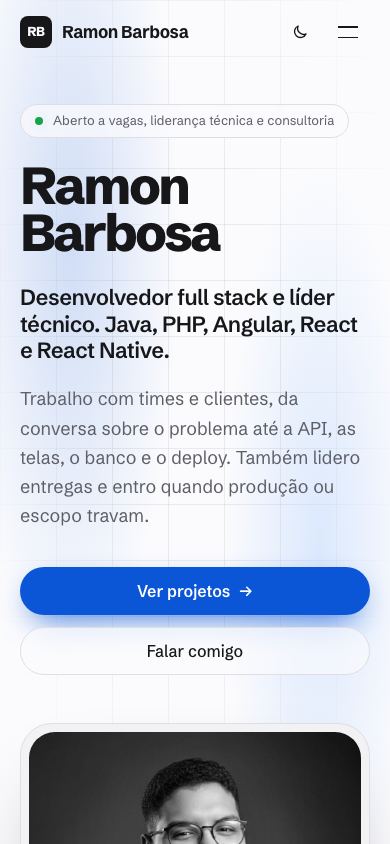 RB Ramon Barbosa
Aberto a vagas, liderança técnica e consultoria
Ramon
Barbosa
Desenvolvedor full stack e líder
técnico. Java, PHP, Angular, React
e React Native.
Trabalho com times e clientes, da
conversa sobre o problema até a API, as
telas, o banco e o deploy. Também lidero
entregas e entro quando produção ou
escopo travam.
Ver projetos →
Falar comigo